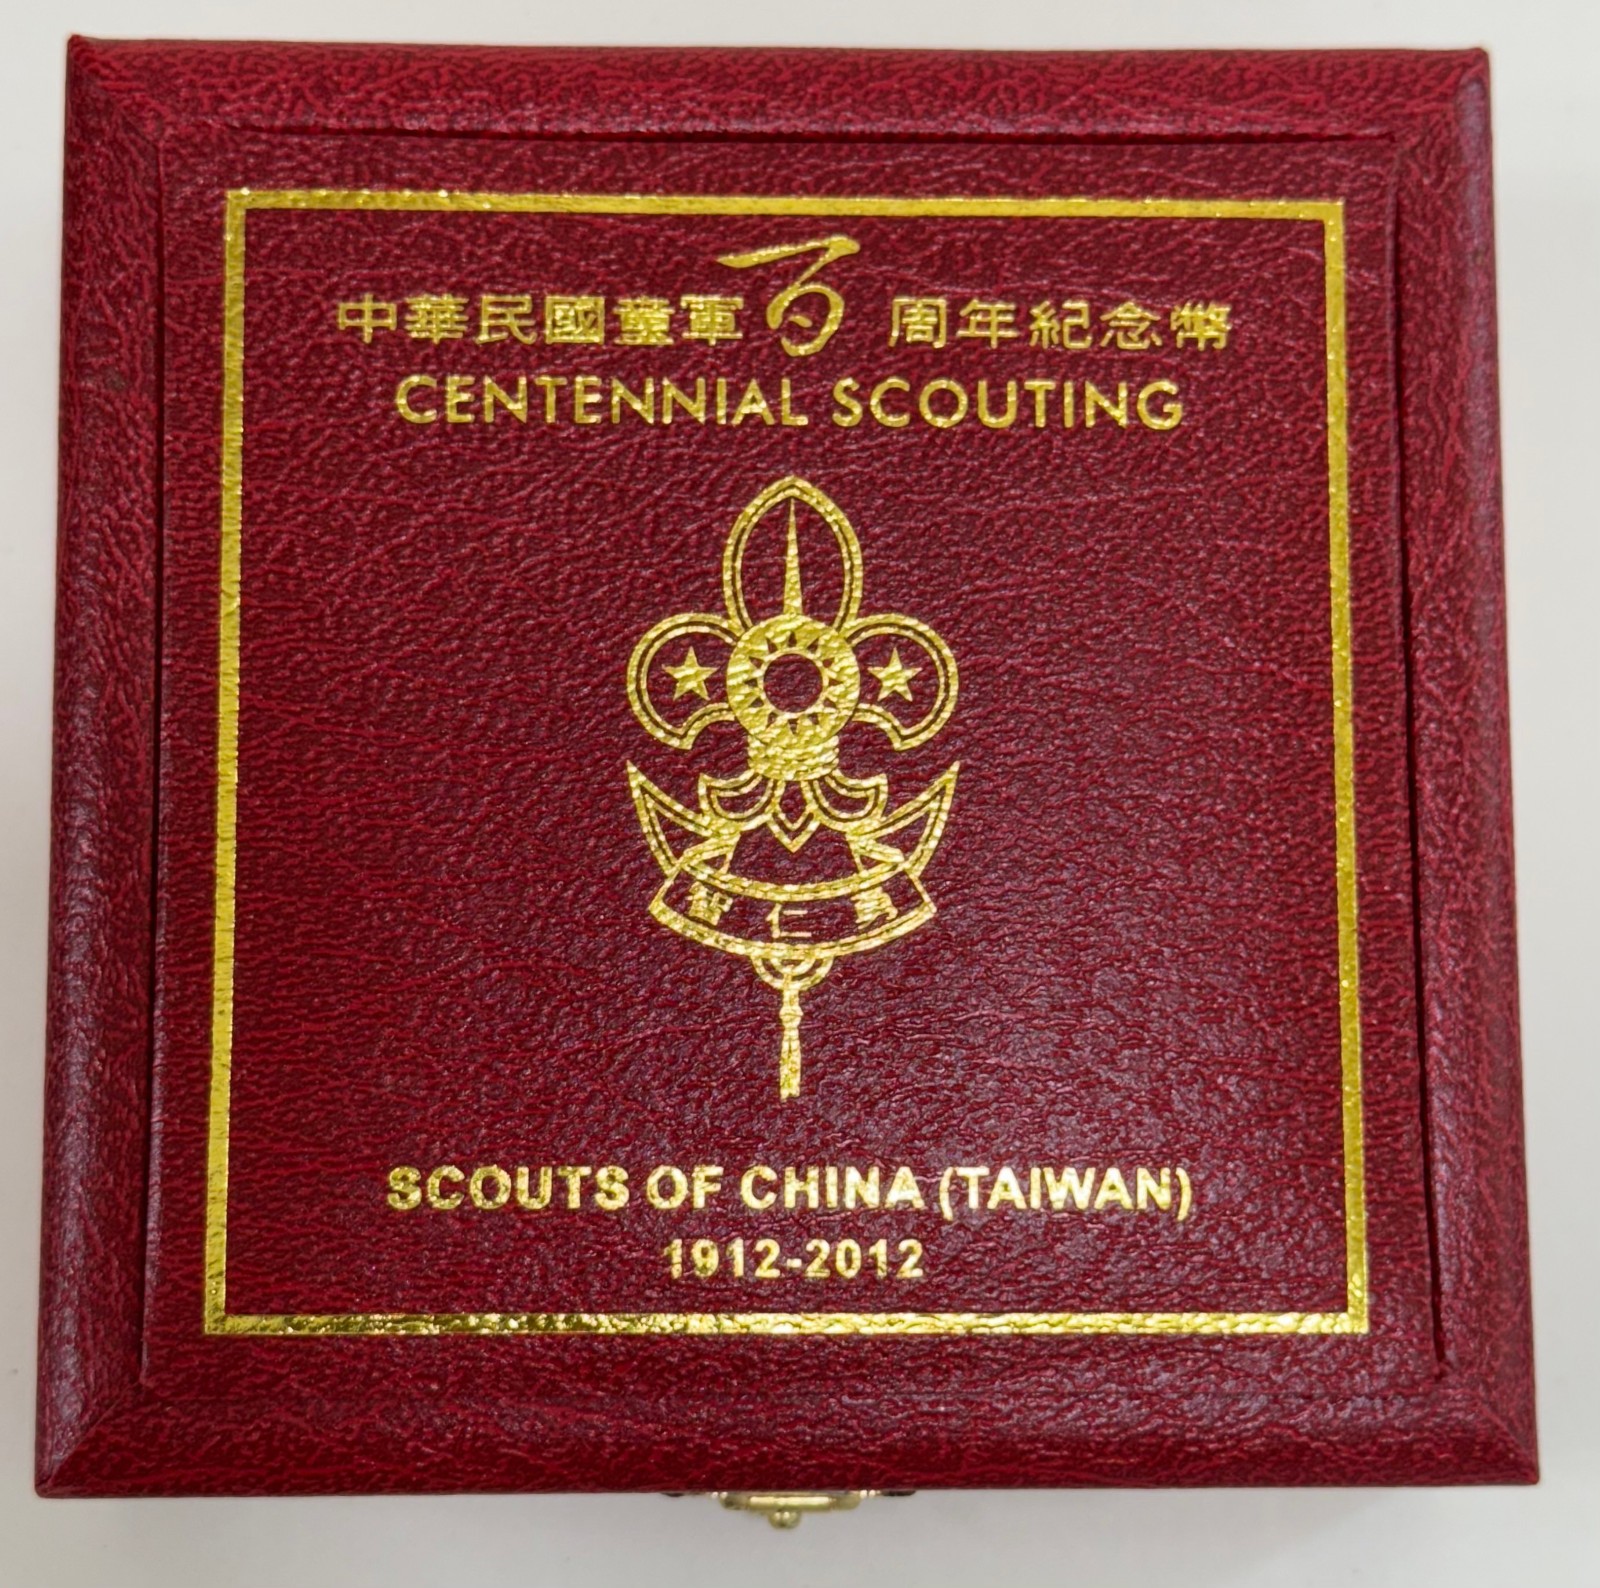 中華民國童軍百周年紀念幣
CENTENNIAL SCOUTING
智仁勇
SCOUTS OF CHINA (TAIWAN)
1912-2012